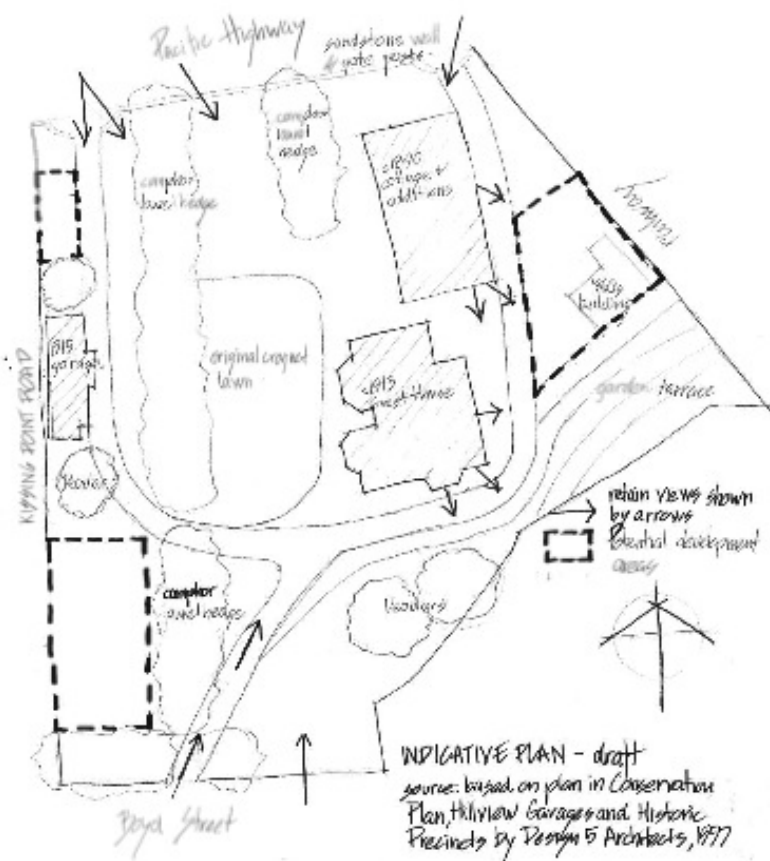 Pacific Highway
sandstone wall
& gate posts
camphor
laurel
hedge
camphor
laurel hedge
c1890
cottage &
additions
railway
building
1915
garage
original croquet
lawn
c1913
House
garden terrace
KISSING POINT ROAD
retain views shown
by arrows
Potential development
areas
camphor
laurel hedge
INDICATIVE PLAN - draft
source: based on plan in Conservation
Plan, Hillview Garages and Historic
Precincts by Design 5 Architects, 1997
Boyd Street